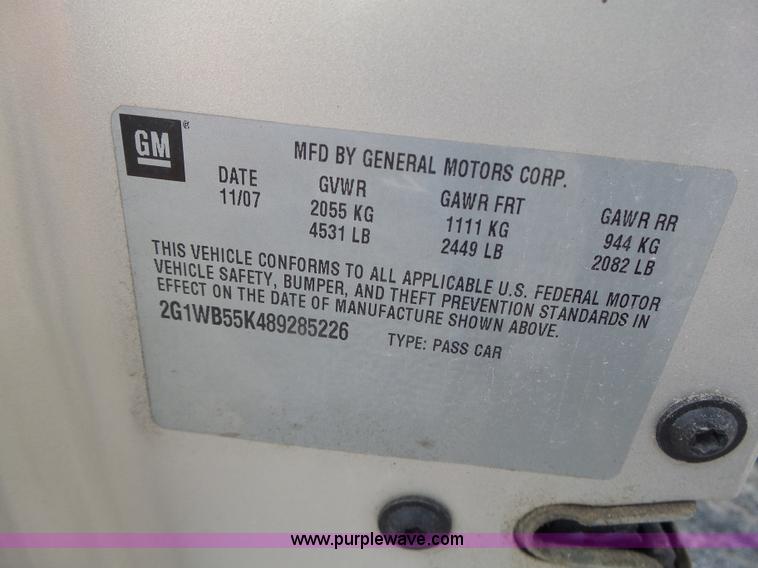 GM ®
MFD BY GENERAL MOTORS CORP.
DATE GVWR GAWR FRT GAWR RR
11/07 2055 KG 1111 KG 944 KG
4531 LB 2449 LB 2082 LB
THIS VEHICLE CONFORMS TO ALL APPLICABLE U.S. FEDERAL MOTOR
VEHICLE SAFETY, BUMPER, AND THEFT PREVENTION STANDARDS IN
EFFECT ON THE DATE OF MANUFACTURE SHOWN ABOVE.
2G1WB55K489285226 TYPE: PASS CAR
www.purplewave.com